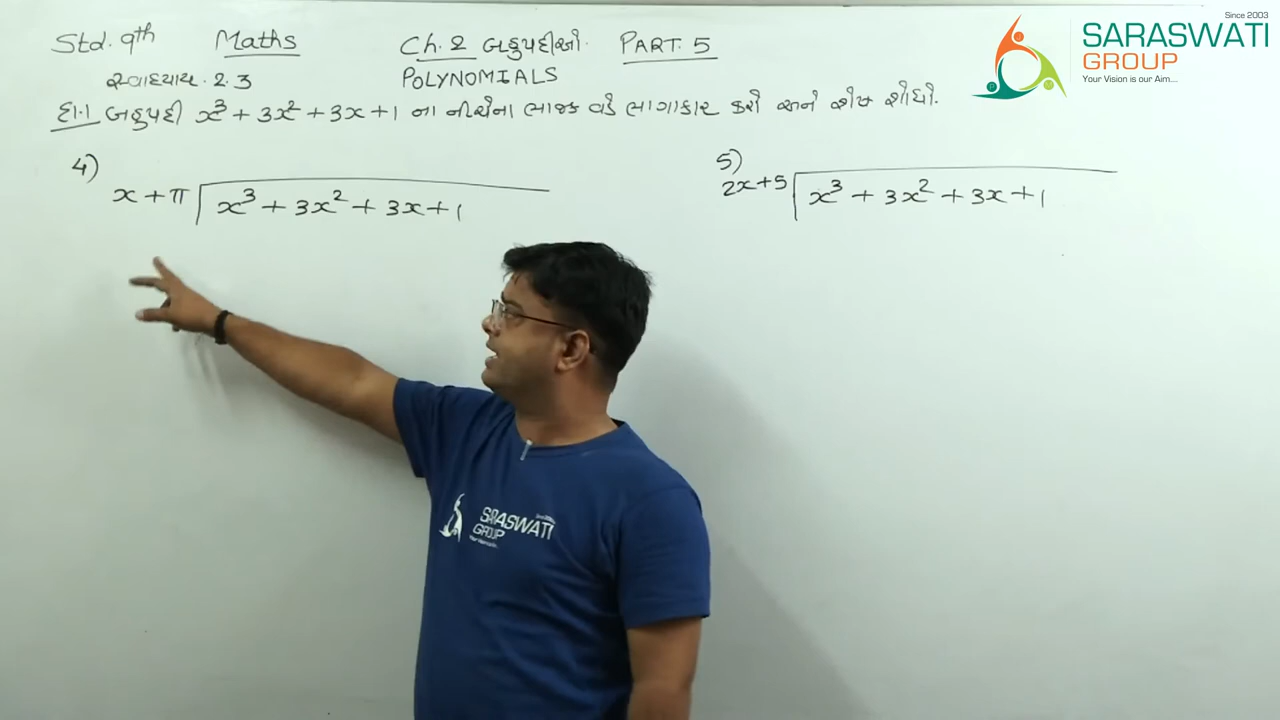 Std. 9th Maths Ch. 2 બહુપદીઓ. PART. 5
સ્વાધ્યાય. 2.3 POLYNOMIALS
દા.1 બહુપદી x³ + 3x² + 3x + 1 ના નીચેના ભાજક વડે ભાગાકાર કરો અને શેષ શોધો.
4)
x + π x³ + 3x² + 3x + 1
5)
2x+5 x³ + 3x² + 3x + 1
Since 2003
SARASWATI
GROUP
Your Vision is our Aim...
SARASWATI
GROUP